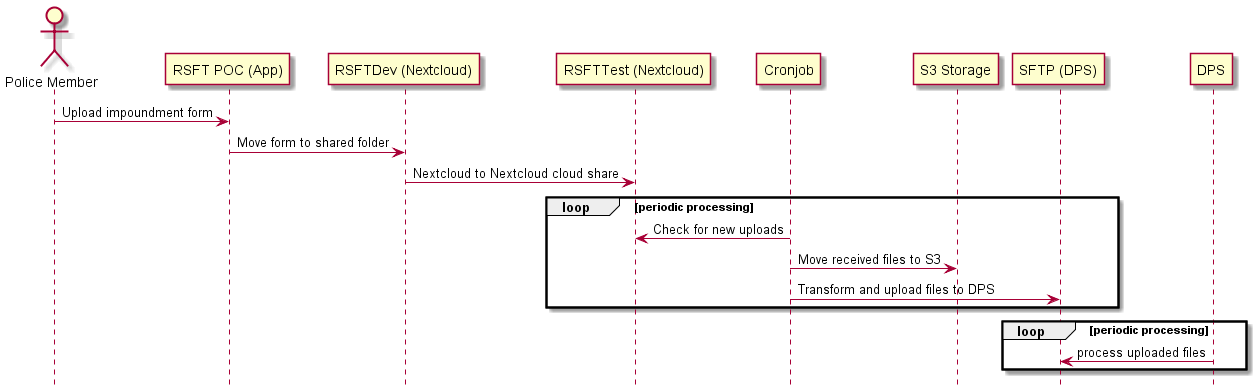 Police Member
RSFT POC (App)
RSFTDev (Nextcloud)
RSFTTest (Nextcloud)
Cronjob
S3 Storage
SFTP (DPS)
DPS
Upload impoundment form
Move form to shared folder
Nextcloud to Nextcloud cloud share
loop
[periodic processing]
Check for new uploads
Move received files to S3
Transform and upload files to DPS
loop
[periodic processing]
process uploaded files